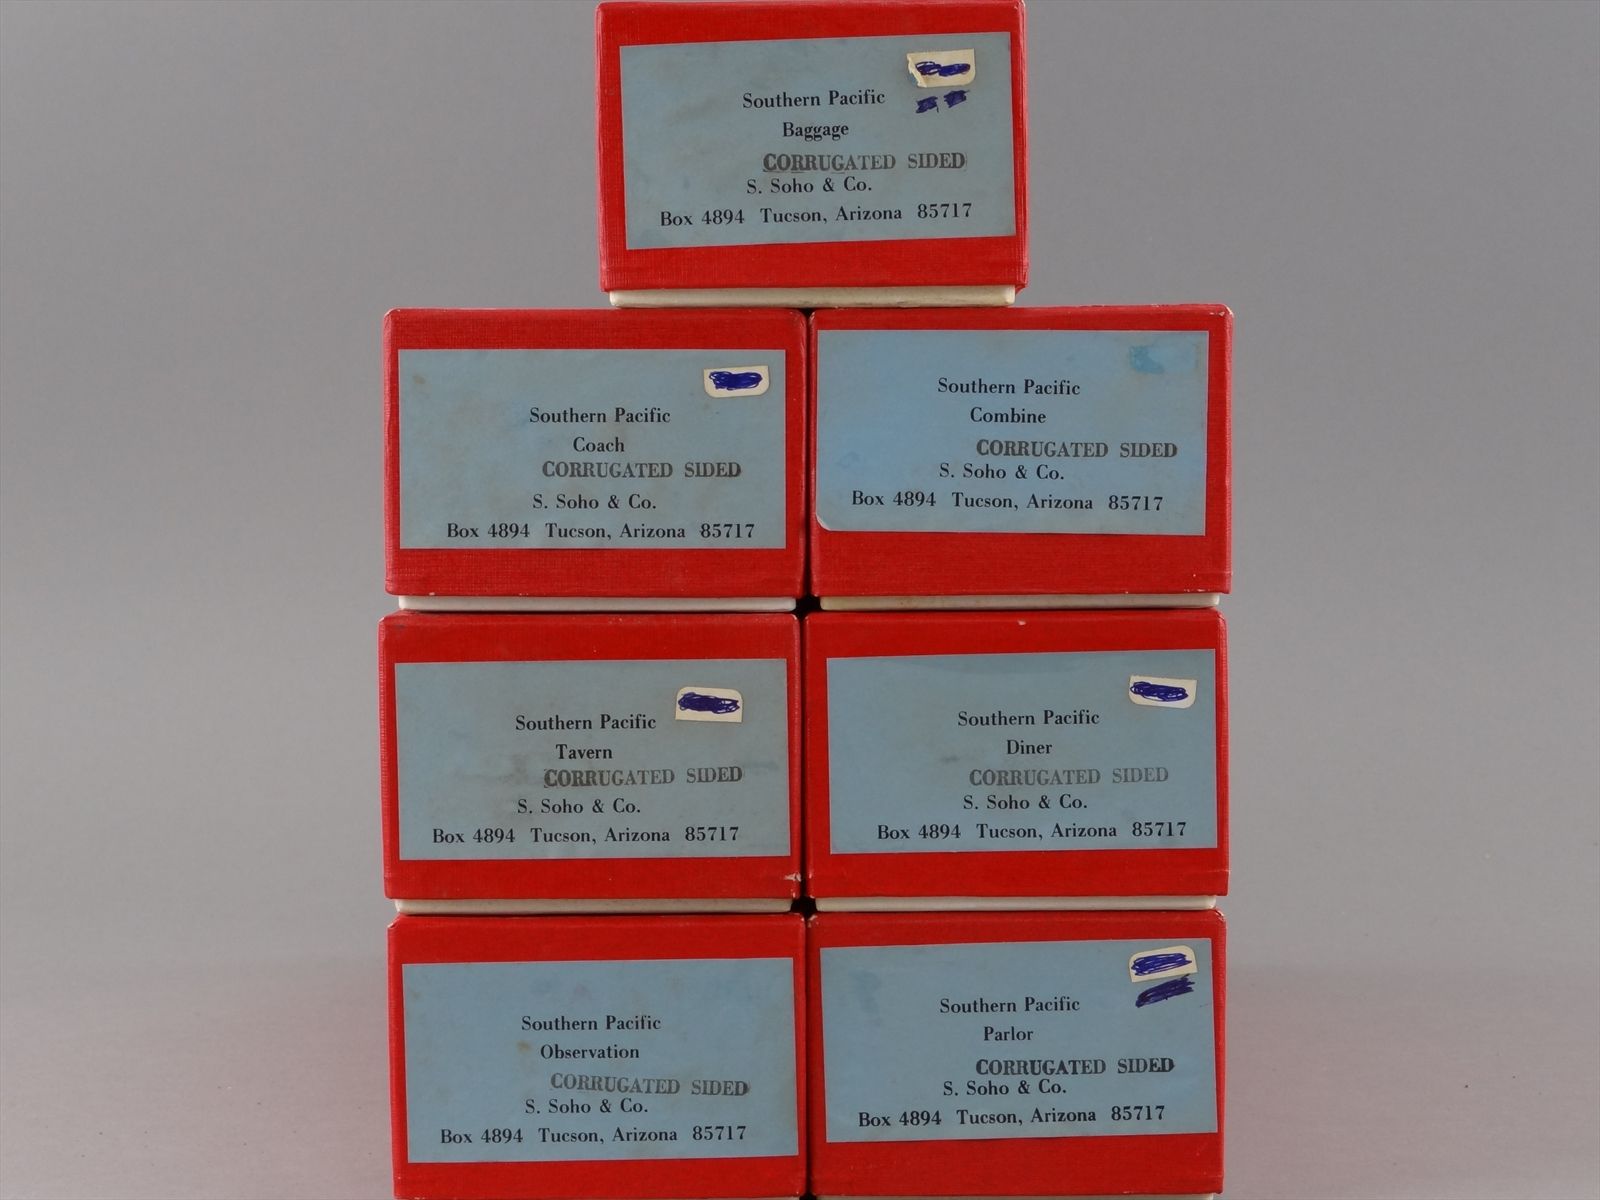 Southern Pacific
Baggage
CORRUGATED SIDED
S. Soho & Co.
Box 4894 Tucson, Arizona 85717
Southern Pacific
Coach
CORRUGATED SIDED
S. Soho & Co.
Box 4894 Tucson, Arizona 85717
Southern Pacific
Combine
CORRUGATED SIDED
S. Soho & Co.
Box 4894 Tucson, Arizona 85717
Southern Pacific
Tavern
CORRUGATED SIDED
S. Soho & Co.
Box 4894 Tucson, Arizona 85717
Southern Pacific
Diner
CORRUGATED SIDED
S. Soho & Co.
Box 4894 Tucson, Arizona 85717
Southern Pacific
Observation
CORRUGATED SIDED
S. Soho & Co.
Box 4894 Tucson, Arizona 85717
Southern Pacific
Parlor
CORRUGATED SIDED
S. Soho & Co.
Box 4894 Tucson, Arizona 85717